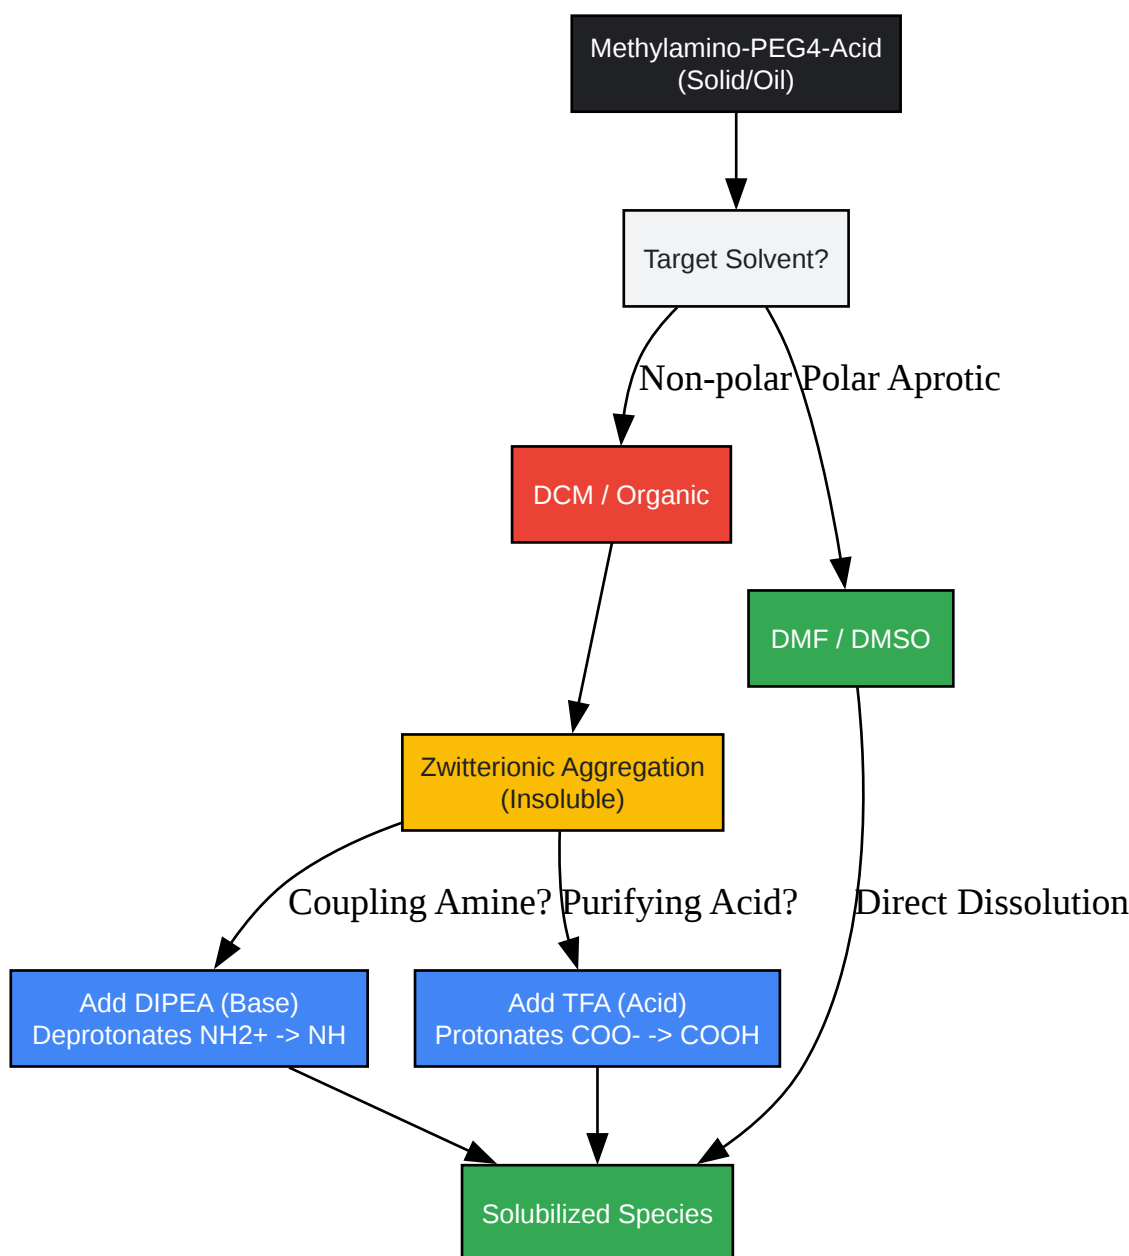 Methylamino-PEG4-Acid
(Solid/Oil)
Target Solvent?
Non-polar
Polar Aprotic
DCM / Organic
DMF / DMSO
Zwitterionic Aggregation
(Insoluble)
Coupling Amine?
Purifying Acid?
Direct Dissolution
Add DIPEA (Base)
Deprotonates NH2+ -> NH
Add TFA (Acid)
Protonates COO- -> COOH
Solubilized Species